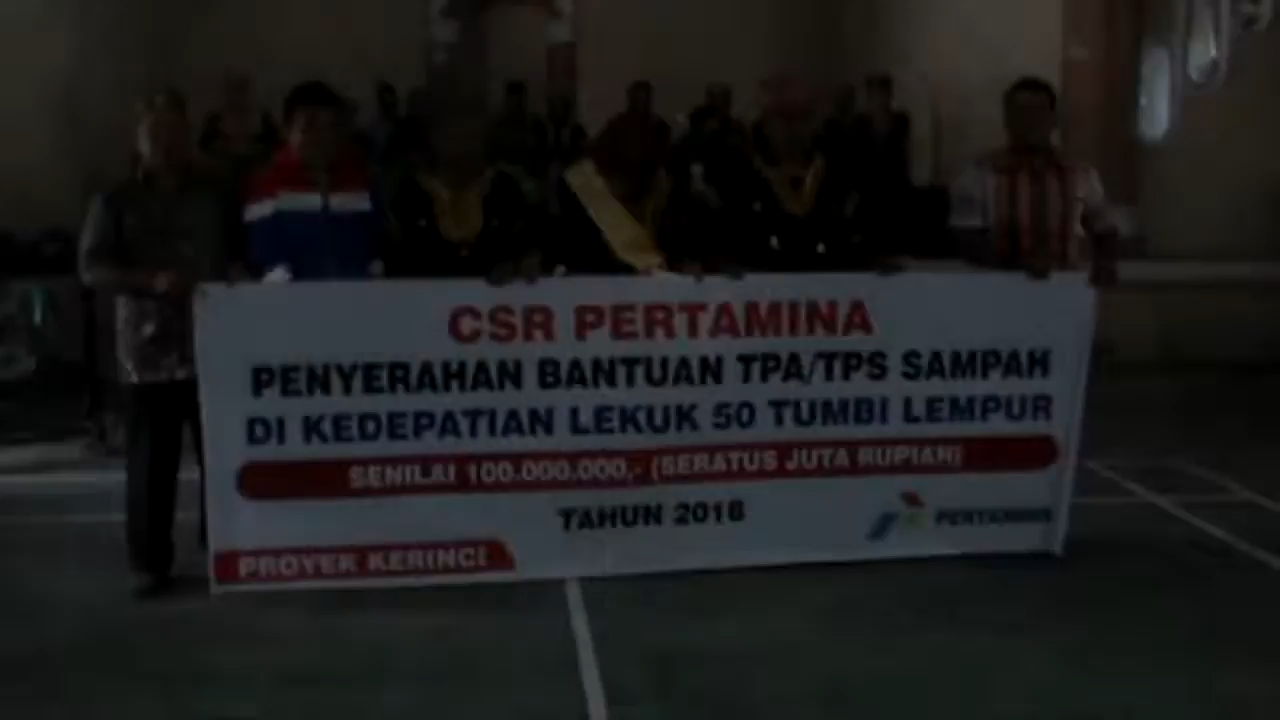 CSR PERTAMINA
PENYERAHAN BANTUAN TPA/TPS SAMPAH
DI KEDEPATIAN LEKUK 50 TUMBI LEMPUR
SENILAI 100.000.000,- (SERATUS JUTA RUPIAH)
TAHUN 2018
PERTAMINA
PROYEK KERINCI